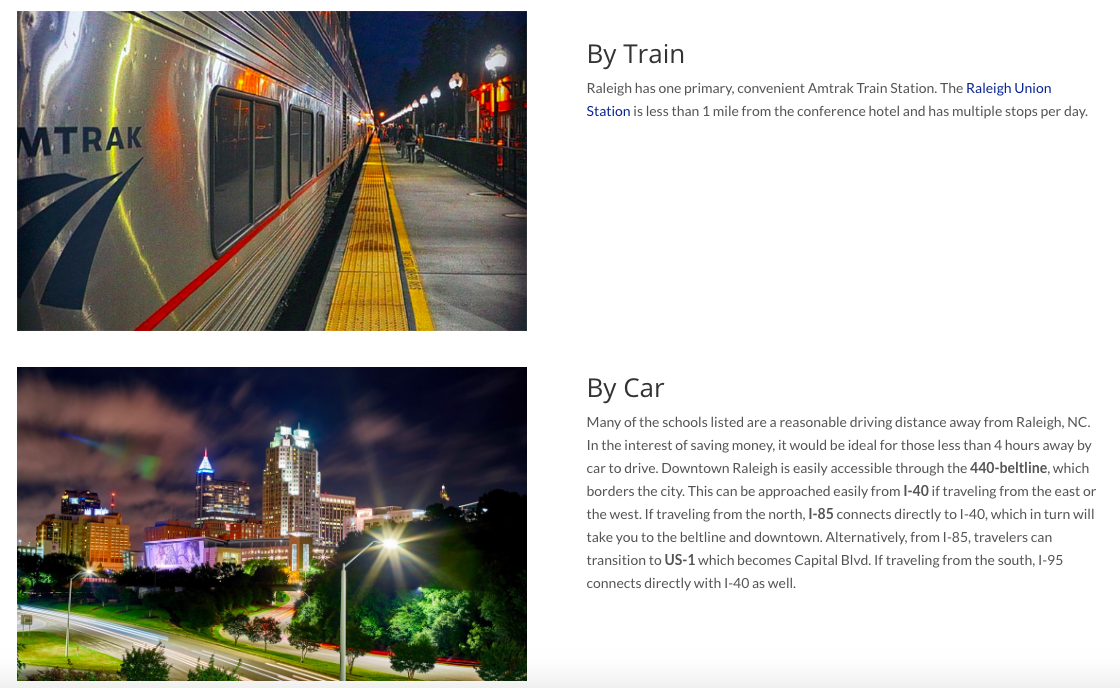 MTRAK
By Train
Raleigh has one primary, convenient Amtrak Train Station. The Raleigh Union
Station is less than 1 mile from the conference hotel and has multiple stops per day.
By Car
Many of the schools listed are a reasonable driving distance away from Raleigh, NC.
In the interest of saving money, it would be ideal for those less than 4 hours away by
car to drive. Downtown Raleigh is easily accessible through the 440-beltline, which
borders the city. This can be approached easily from I-40 if traveling from the east or
the west. If traveling from the north, I-85 connects directly to I-40, which in turn will
take you to the beltline and downtown. Alternatively, from I-85, travelers can
transition to US-1 which becomes Capital Blvd. If traveling from the south, I-95
connects directly with I-40 as well.